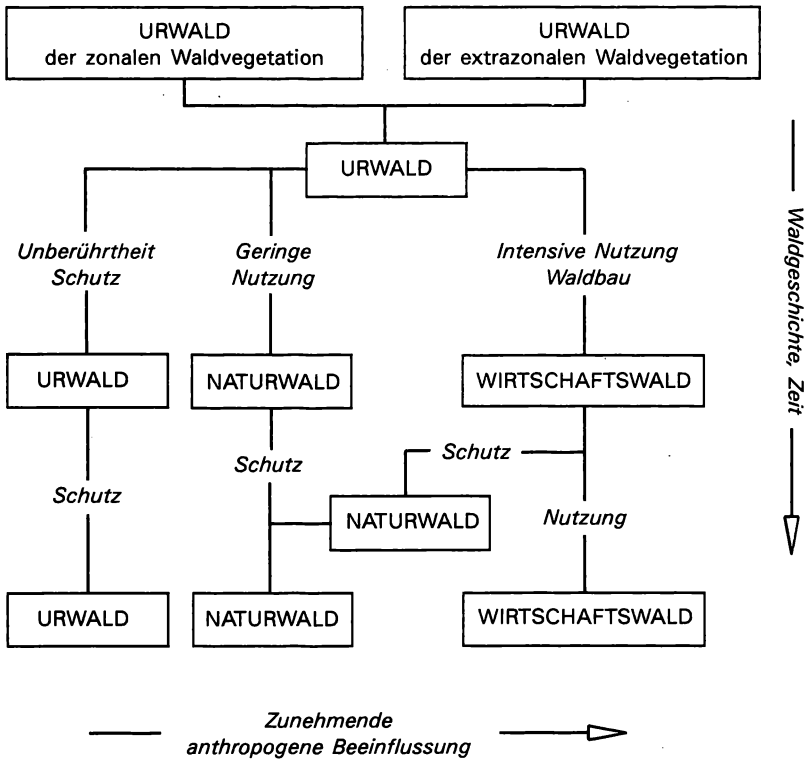 URWALD
der zonalen Waldvegetation
URWALD
der extrazonalen Waldvegetation
URWALD
Unberührtheit
Schutz
Geringe
Nutzung
Intensive Nutzung
Waldbau
URWALD
NATURWALD
WIRTSCHAFTSWALD
Schutz
Schutz
Schutz
NATURWALD
Nutzung
URWALD
NATURWALD
WIRTSCHAFTSWALD
Waldgeschichte, Zeit
Zunehmende
anthropogene Beeinflussung